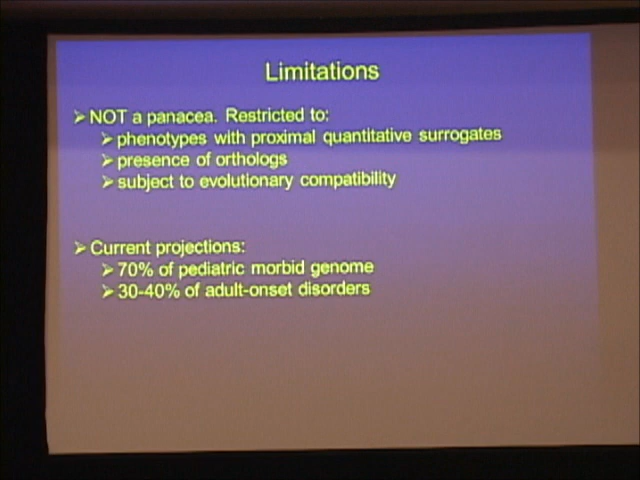 Limitations
➢NOT a panacea. Restricted to:
➢phenotypes with proximal quantitative surrogates
➢presence of orthologs
➢subject to evolutionary compatibility
➢Current projections:
➢70% of pediatric morbid genome
➢30-40% of adult-onset disorders